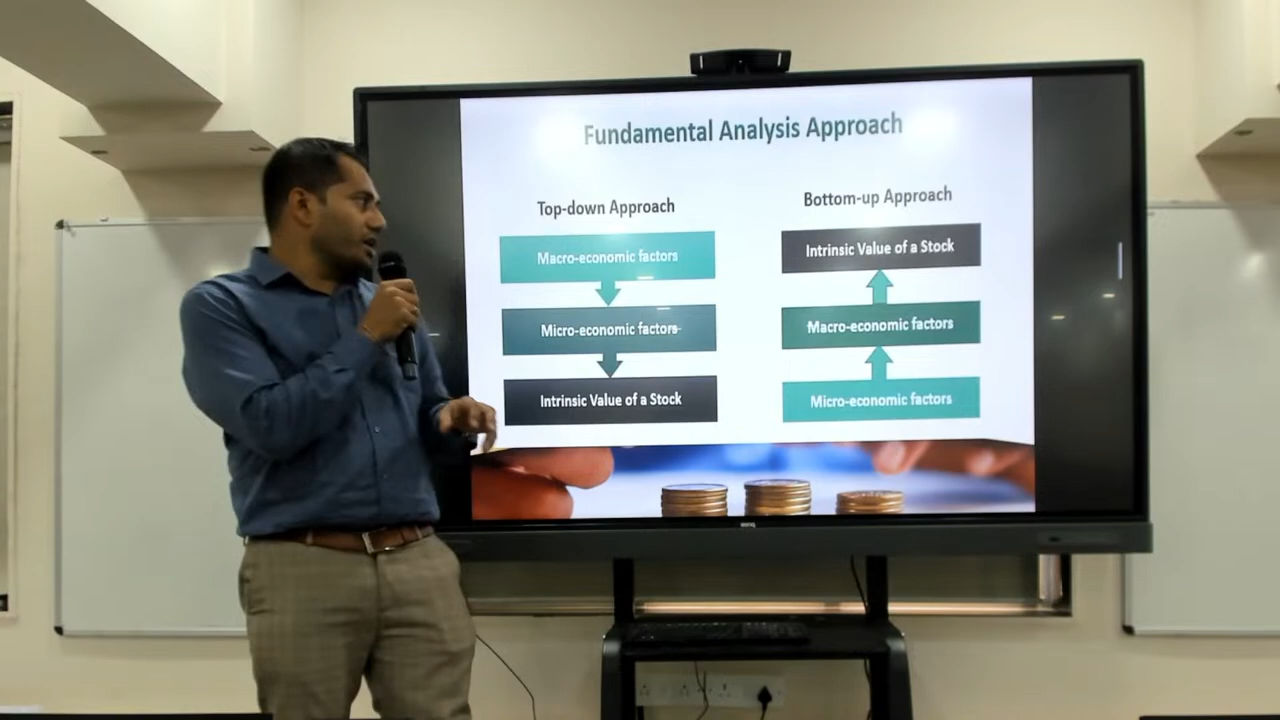 Fundamental Analysis Approach
Top-down Approach
Macro-economic factors
Micro-economic factors
Intrinsic Value of a Stock
Bottom-up Approach
Intrinsic Value of a Stock
Macro-economic factors
Micro-economic factors
BenQ